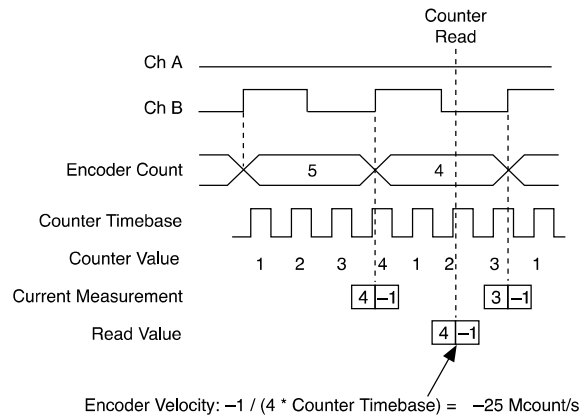 Counter
Read
Ch A
Ch B
Encoder Count 5 4
Counter Timebase
Counter Value 1 2 3 4 1 2 3 1
Current Measurement 4 –1 3 –1
Read Value 4 –1
Encoder Velocity: –1 / (4 * Counter Timebase) = –25 Mcount/s